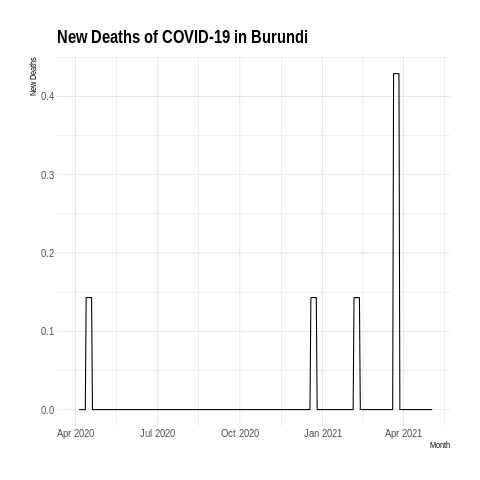 New Deaths of COVID-19 in Burundi
New Deaths
0.4
0.3
0.2
0.1
0.0
Apr 2020 Jul 2020 Oct 2020 Jan 2021 Apr 2021
Month